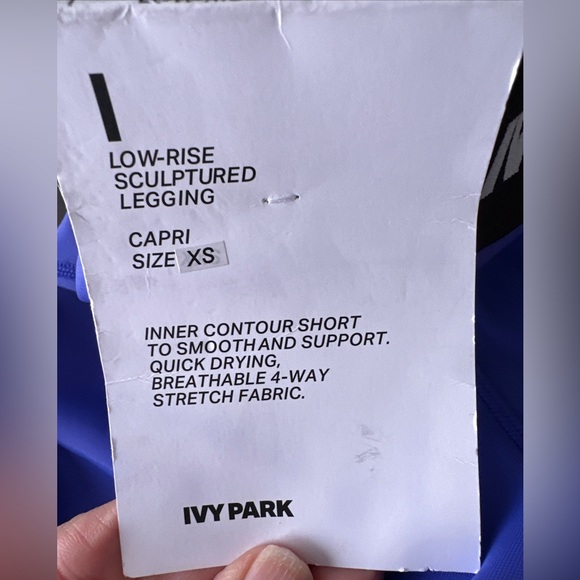 I
LOW-RISE
SCULPTURED
LEGGING
CAPRI
SIZE XS
INNER CONTOUR SHORT
TO SMOOTH AND SUPPORT.
QUICK DRYING,
BREATHABLE 4-WAY
STRETCH FABRIC.
IVY PARK